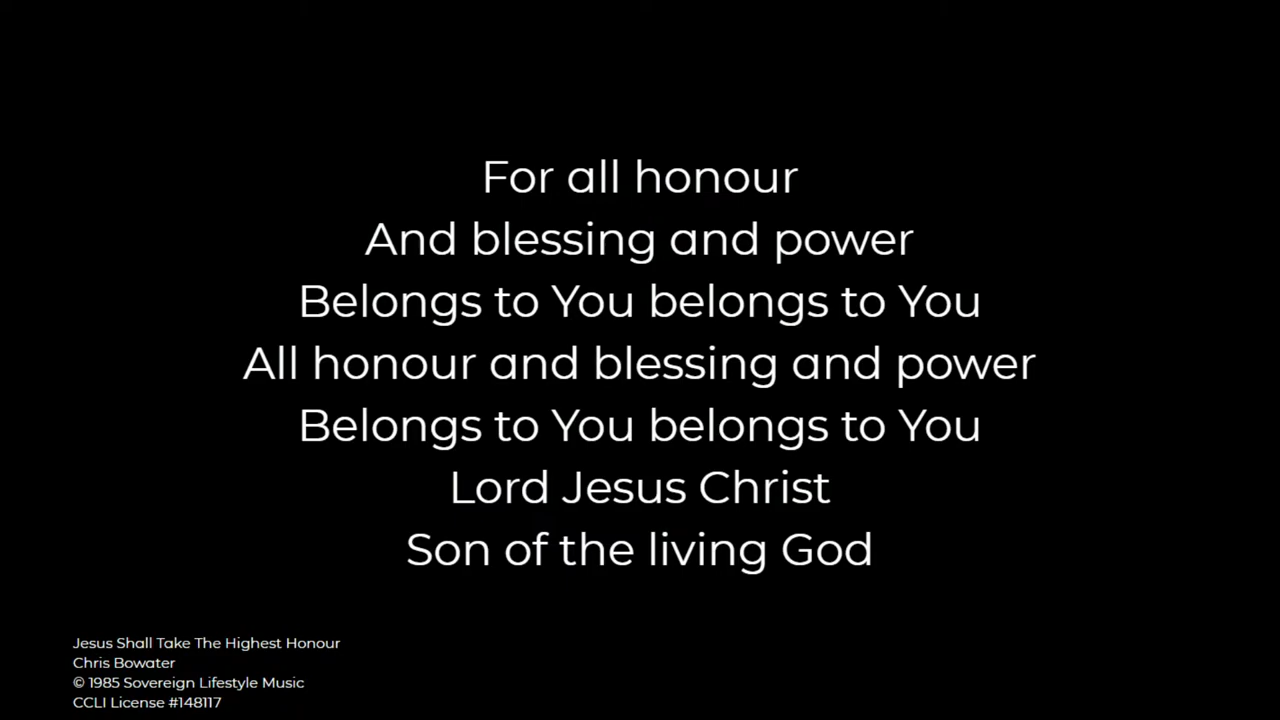 For all honour
And blessing and power
Belongs to You belongs to You
All honour and blessing and power
Belongs to You belongs to You
Lord Jesus Christ
Son of the living God
Jesus Shall Take The Highest Honour
Chris Bowater
© 1985 Sovereign Lifestyle Music
CCLI License #148117